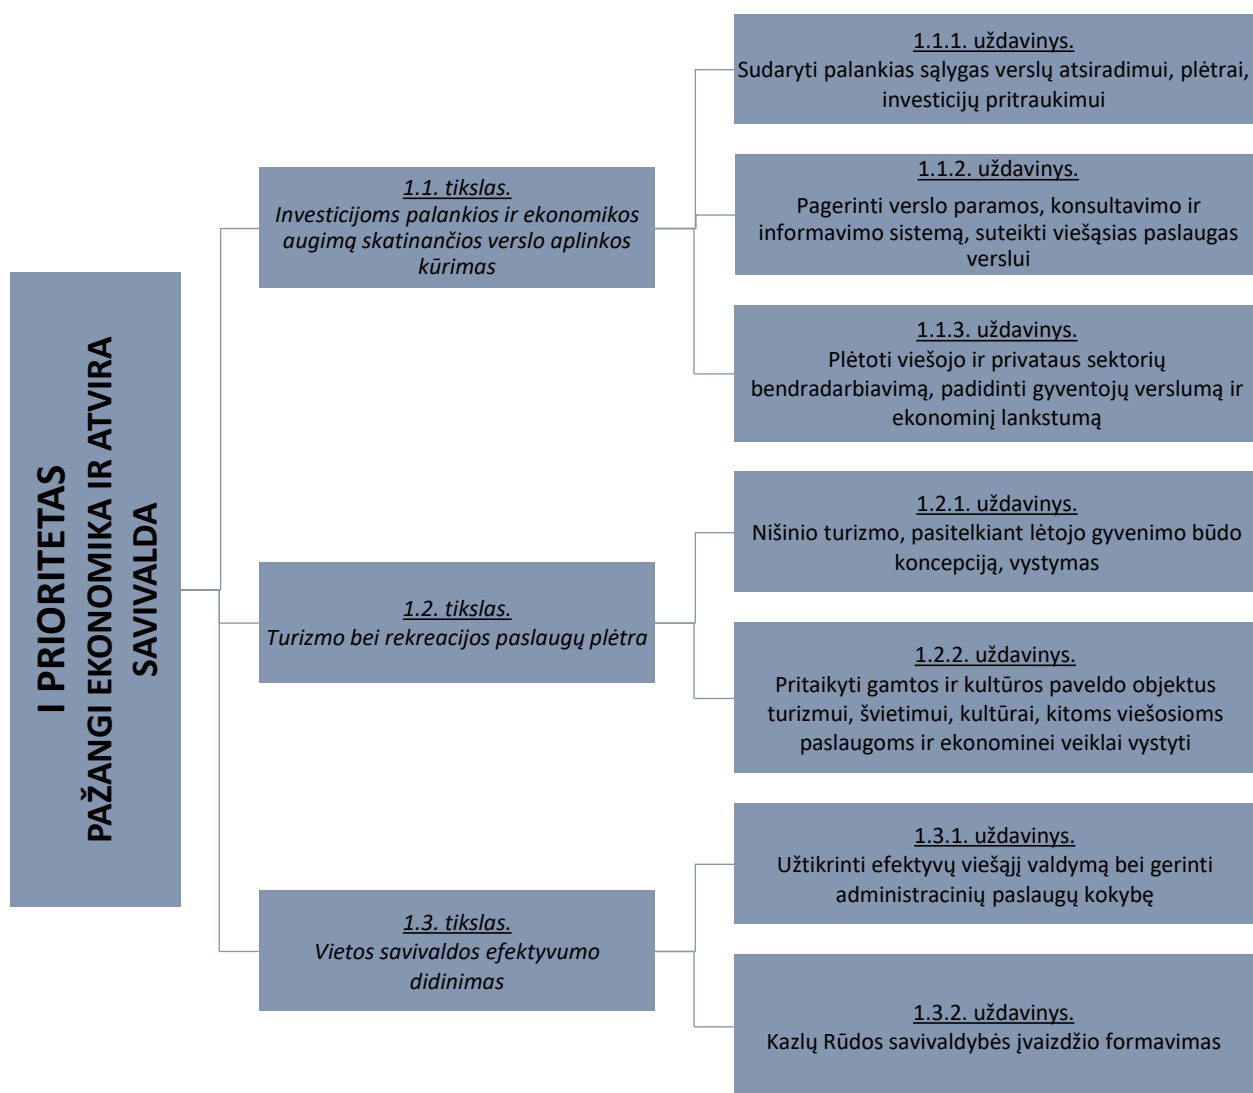 I PRIORITETAS
PAŽANGI EKONOMIKA IR ATVIRA
SAVIVALDA
1.1. tikslas.
Investicijoms palankios ir ekonomikos
augimą skatinančios verslo aplinkos
kūrimas
1.1.1. uždavinys.
Sudaryti palankias sąlygas verslų atsiradimui, plėtrai,
investicijų pritraukimui
1.1.2. uždavinys.
Pagerinti verslo paramos, konsultavimo ir
informavimo sistemą, suteikti viešąsias paslaugas
verslui
1.1.3. uždavinys.
Plėtoti viešojo ir privataus sektorių
bendradarbiavimą, padidinti gyventojų verslumą ir
ekonominį lankstumą
1.2. tikslas.
Turizmo bei rekreacijos paslaugų plėtra
1.2.1. uždavinys.
Nišinio turizmo, pasitelkiant lėtojo gyvenimo būdo
koncepciją, vystymas
1.2.2. uždavinys.
Pritaikyti gamtos ir kultūros paveldo objektus
turizmui, švietimui, kultūrai, kitoms viešosioms
paslaugoms ir ekonominei veiklai vystyti
1.3. tikslas.
Vietos savivaldos efektyvumo
didinimas
1.3.1. uždavinys.
Užtikrinti efektyvų viešąjį valdymą bei gerinti
administracinių paslaugų kokybę
1.3.2. uždavinys.
Kazlų Rūdos savivaldybės įvaizdžio formavimas